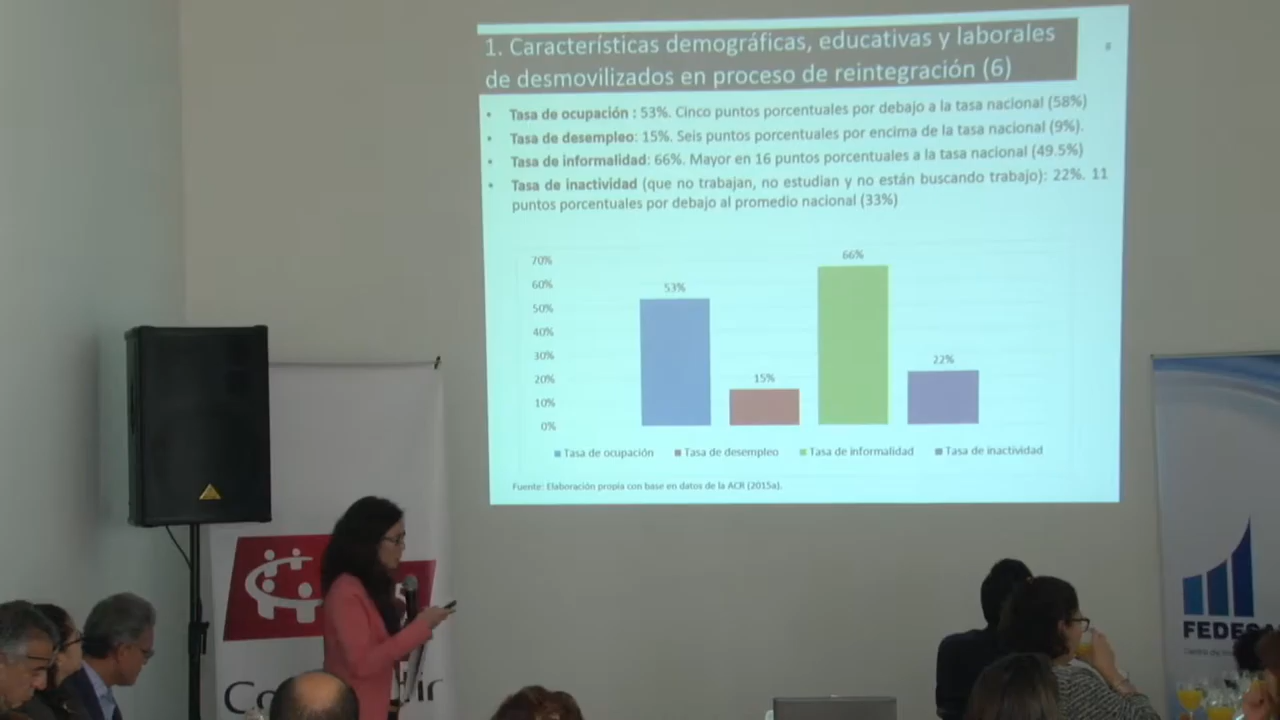 1. Características demográficas, educativas y laborales
de desmovilizados en proceso de reintegración (6)
8
• Tasa de ocupación : 53%. Cinco puntos porcentuales por debajo a la tasa nacional (58%)
• Tasa de desempleo: 15%. Seis puntos porcentuales por encima de la tasa nacional (9%).
• Tasa de informalidad: 66%. Mayor en 16 puntos porcentuales a la tasa nacional (49.5%)
• Tasa de inactividad (que no trabajan, no estudian y no están buscando trabajo): 22%. 11
puntos porcentuales por debajo al promedio nacional (33%)
70%
60%
50%
40%
30%
20%
10%
0%
53%
15%
66%
22%
Tasa de ocupación Tasa de desempleo Tasa de informalidad Tasa de inactividad
Fuente: Elaboración propia con base en datos de la ACR (2015a).
FEDESA